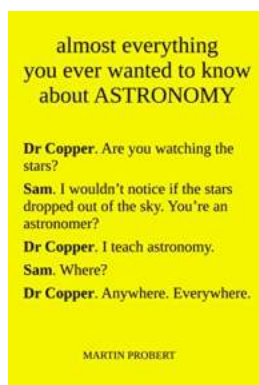 almost everything
you ever wanted to know
about ASTRONOMY
Dr Copper. Are you watching the
stars?
Sam. I wouldn’t notice if the stars
dropped out of the sky. You’re an
astronomer?
Dr Copper. I teach astronomy.
Sam. Where?
Dr Copper. Anywhere. Everywhere.
MARTIN PROBERT